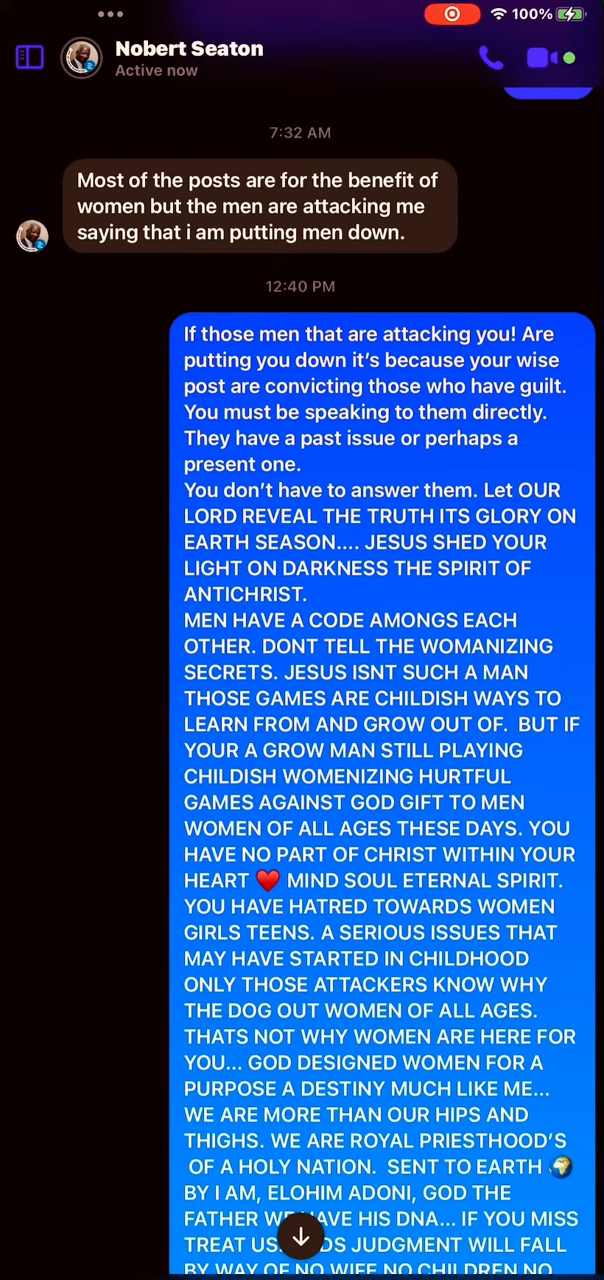 100%
Nobert Seaton
Active now
7:32 AM
Most of the posts are for the benefit of
women but the men are attacking me
saying that i am putting men down.
12:40 PM
If those men that are attacking you! Are
putting you down it’s because your wise
post are convicting those who have guilt.
You must be speaking to them directly.
They have a past issue or perhaps a
present one.
You don’t have to answer them. Let OUR
LORD REVEAL THE TRUTH ITS GLORY ON
EARTH SEASON.... JESUS SHED YOUR
LIGHT ON DARKNESS THE SPIRIT OF
ANTICHRIST.
MEN HAVE A CODE AMONGS EACH
OTHER. DONT TELL THE WOMANIZING
SECRETS. JESUS ISNT SUCH A MAN
THOSE GAMES ARE CHILDISH WAYS TO
LEARN FROM AND GROW OUT OF.  BUT IF
YOUR A GROW MAN STILL PLAYING
CHILDISH WOMENIZING HURTFUL
GAMES AGAINST GOD GIFT TO MEN
WOMEN OF ALL AGES THESE DAYS. YOU
HAVE NO PART OF CHRIST WITHIN YOUR
HEART ♥️ MIND SOUL ETERNAL SPIRIT.
YOU HAVE HATRED TOWARDS WOMEN
GIRLS TEENS. A SERIOUS ISSUES THAT
MAY HAVE STARTED IN CHILDHOOD
ONLY THOSE ATTACKERS KNOW WHY
THE DOG OUT WOMEN OF ALL AGES.
THATS NOT WHY WOMEN ARE HERE FOR
YOU... GOD DESIGNED WOMEN FOR A
PURPOSE A DESTINY MUCH LIKE ME...
WE ARE MORE THAN OUR HIPS AND
THIGHS. WE ARE ROYAL PRIESTHOOD’S
OF A HOLY NATION.  SENT TO EARTH 🌍
BY I AM, ELOHIM ADONI, GOD THE
FATHER WE HAVE HIS DNA... IF YOU MISS
TREAT US. JUDGMENT WILL FALL
BY WAY OF NO WIFE NO CHILDREN NO